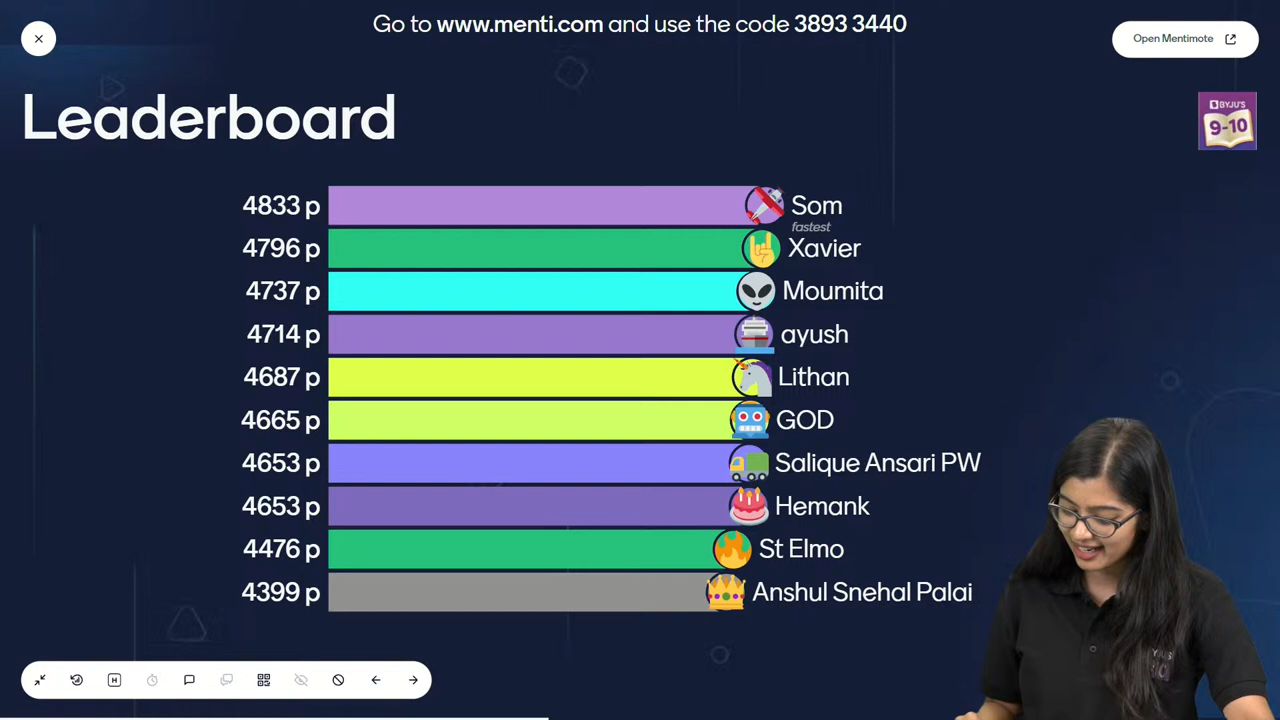 Go to www.menti.com and use the code 3893 3440
Open Mentimote
Leaderboard
BYJU'S
9-10
4833 p Som
fastest
4796 p Xavier
4737 p Moumita
4714 p ayush
4687 p Lithan
4665 p GOD
4653 p Salique Ansari PW
4653 p Hemank
4476 p St Elmo
4399 p Anshul Snehal Palai
H
BYJU'S